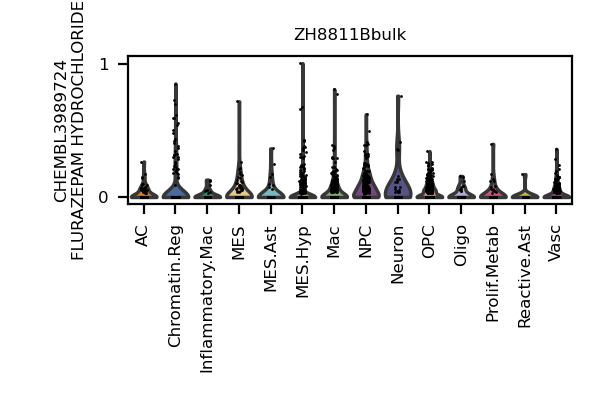 ZH8811Bbulk
CHEMBL3989724
FLURAZEPAM HYDROCHLORIDE
1
0
AC
Chromatin.Reg
Inflammatory.Mac
MES
MES.Ast
MES.Hyp
Mac
NPC
Neuron
OPC
Oligo
Prolif.Metab
Reactive.Ast
Vasc